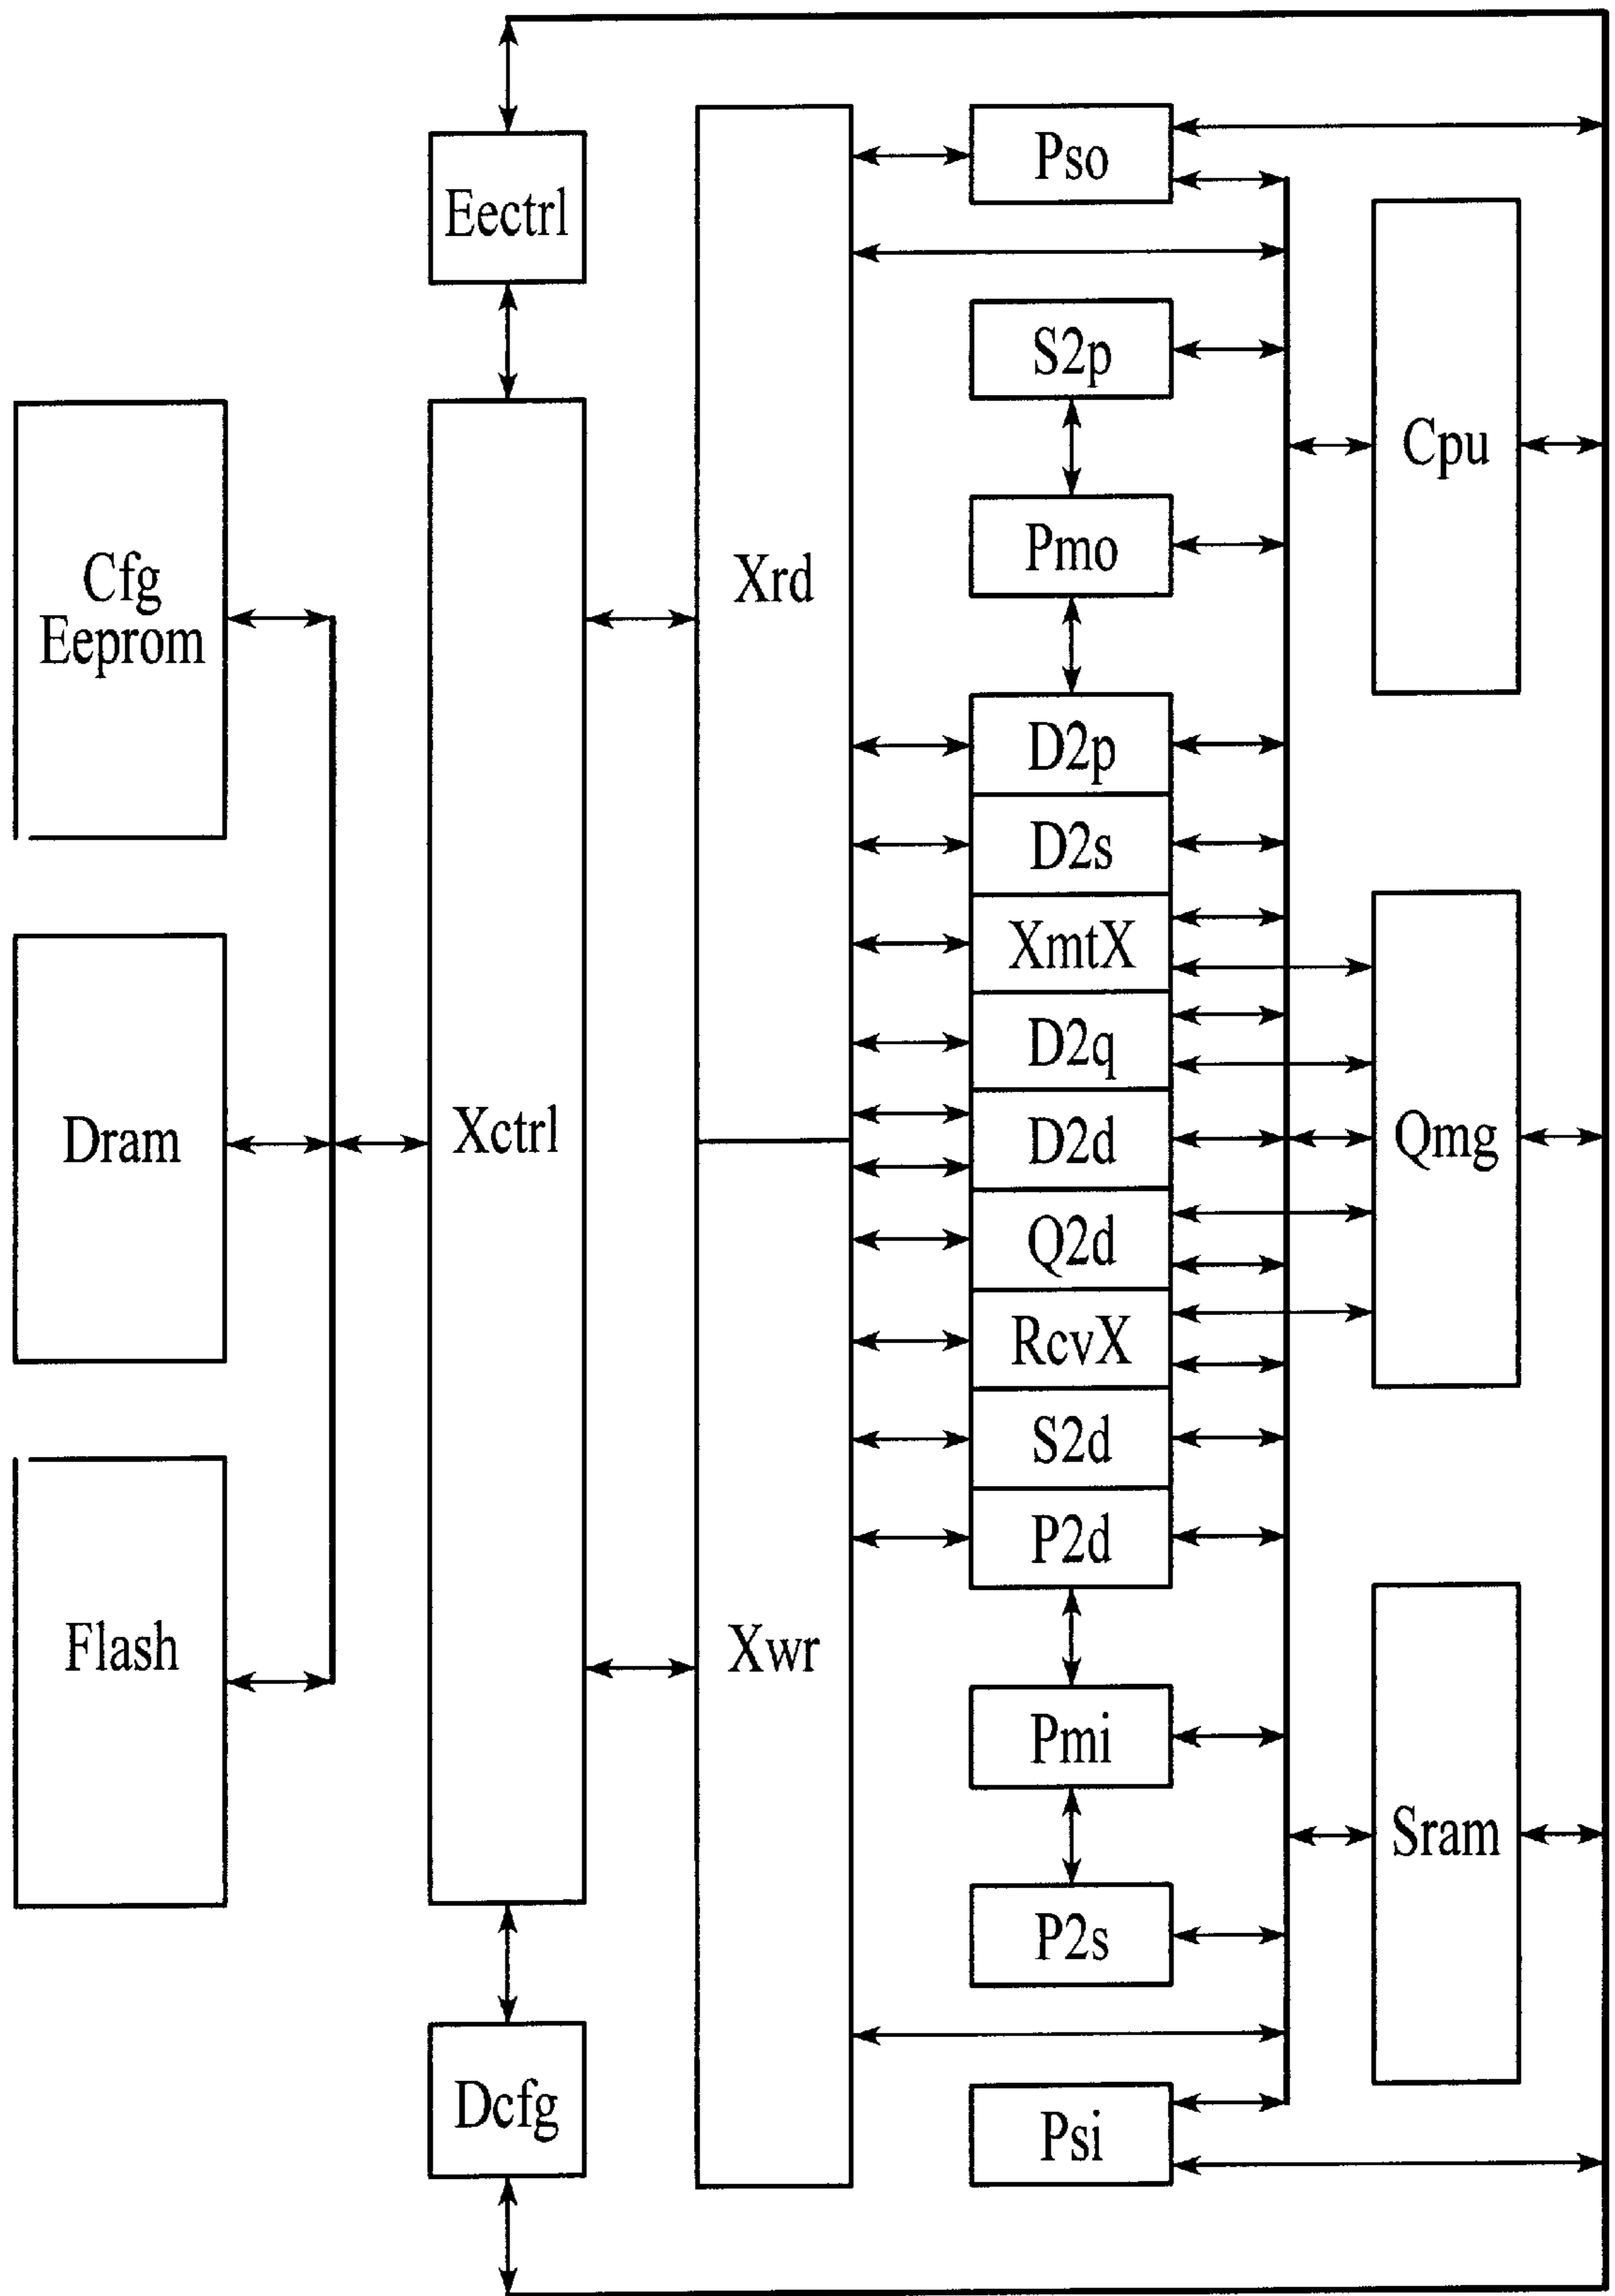 Eectrl
Cfg
Eeprom
Dram
Flash
Xctrl
Dcfg
Xrd
Xwr
Pso
S2p
Pmo
D2p
D2s
XmtX
D2q
D2d
Q2d
RcvX
S2d
P2d
Pmi
P2s
Psi
Cpu
Qmg
Sram